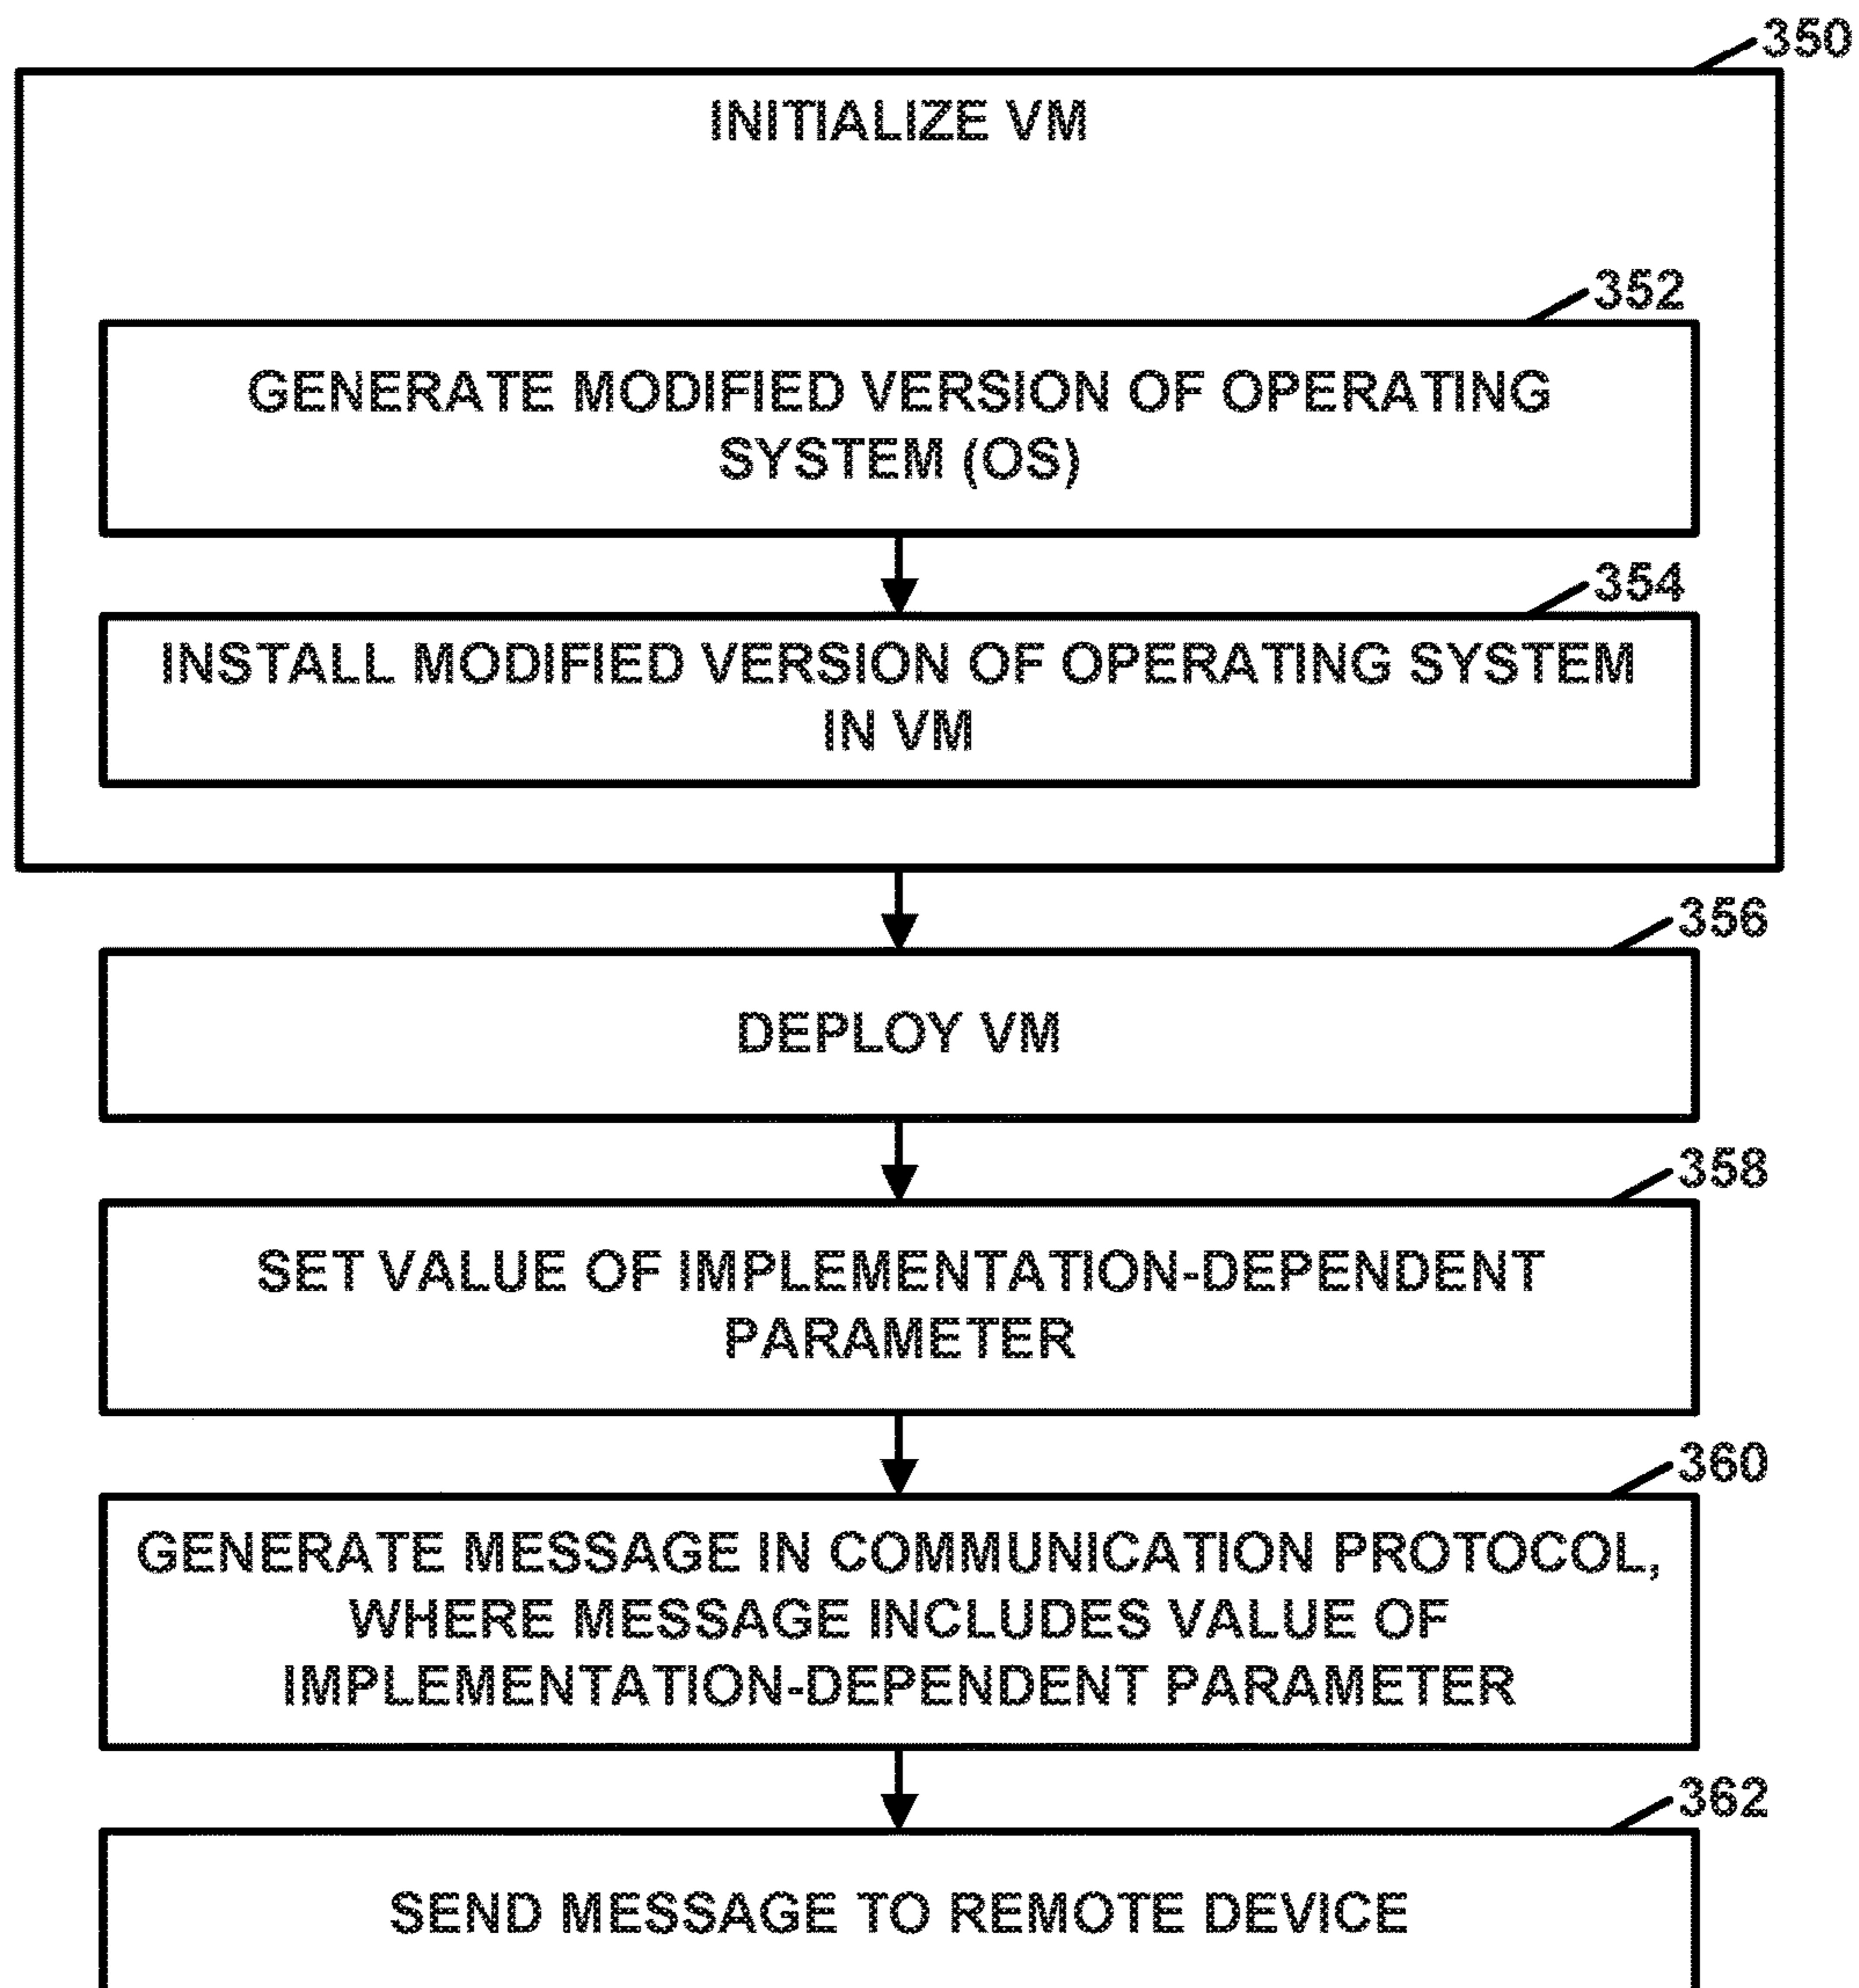 350
INITIALIZE VM
352
GENERATE MODIFIED VERSION OF OPERATING
SYSTEM (OS)
354
INSTALL MODIFIED VERSION OF OPERATING SYSTEM
IN VM
356
DEPLOY VM
358
SET VALUE OF IMPLEMENTATION-DEPENDENT
PARAMETER
360
GENERATE MESSAGE IN COMMUNICATION PROTOCOL,
WHERE MESSAGE INCLUDES VALUE OF
IMPLEMENTATION-DEPENDENT PARAMETER
362
SEND MESSAGE TO REMOTE DEVICE